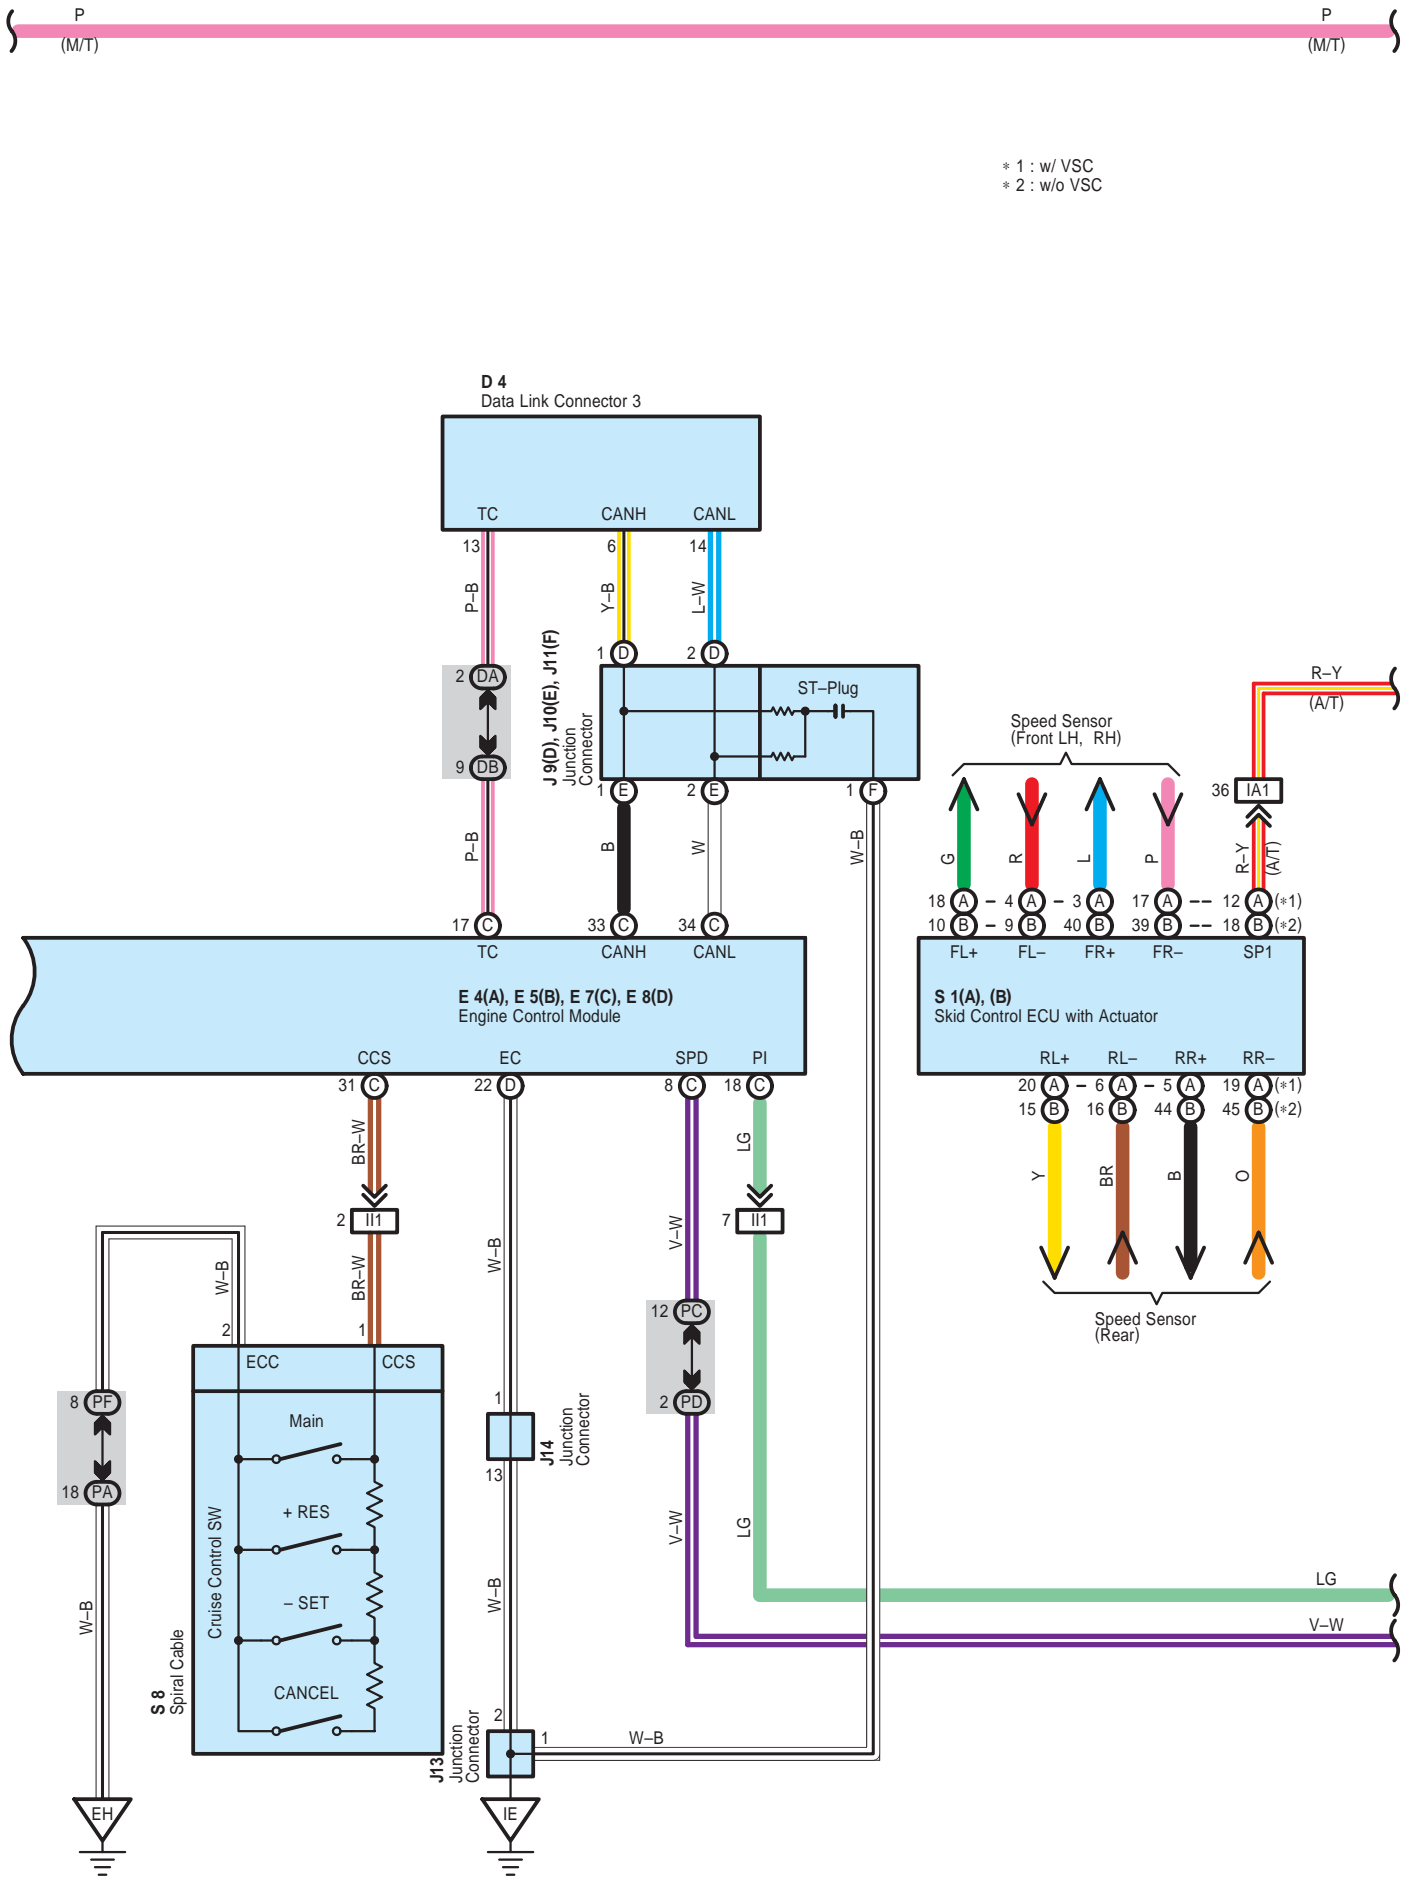 P
(M/T)
P
(M/T)
∗ 1 : w/ VSC
∗ 2 : w/o VSC
D 4
Data Link Connector 3
TC
CANH
CANL
13
6
14
P–B
Y–B
L–W
1 D
2 D
J 9(D), J10(E), J11(F)
Junction
Connector
ST–Plug
2 DA
9 DB
1 E
2 E
1 F
P–B
B
W
W–B
R–Y
(A/T)
Speed Sensor
(Front LH, RH)
36 IA1
G
R
L
P
R–Y
(A/T)
18 A – 4 A – 3 A 17 A –– 12 A (∗1)
10 B – 9 B 40 B 39 B –– 18 B (∗2)
17 C
33 C
34 C
TC
CANH
CANL
FL+
FL–
FR+
FR–
SP1
E 4(A), E 5(B), E 7(C), E 8(D)
Engine Control Module
S 1(A), (B)
Skid Control ECU with Actuator
CCS
EC
SPD
PI
RL+
RL–
RR+
RR–
31 C
22 D
8 C
18 C
20 A – 6 A – 5 A 19 A (∗1)
15 B 16 B 44 B 45 B (∗2)
BR–W
LG
Y
BR
B
O
2 II1
7 II1
W–B
BR–W
W–B
V–W
Speed Sensor
(Rear)
2
1
12 PC
2 PD
ECC
CCS
8 PF
18 PA
Main
+ RES
– SET
CANCEL
Cruise Control SW
S 8
Spiral Cable
1
J14
Junction
Connector
13
V–W
LG
W–B
W–B
LG
V–W
2
1
W–B
J13
Junction
Connector
EH
IE